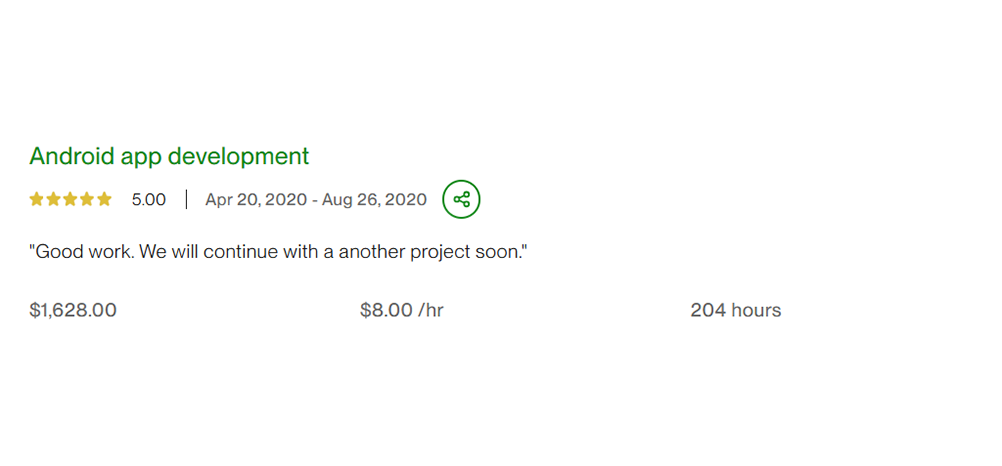 Android app development
5.00 | Apr 20, 2020 - Aug 26, 2020
"Good work. We will continue with a another project soon."
$1,628.00 $8.00 /hr 204 hours